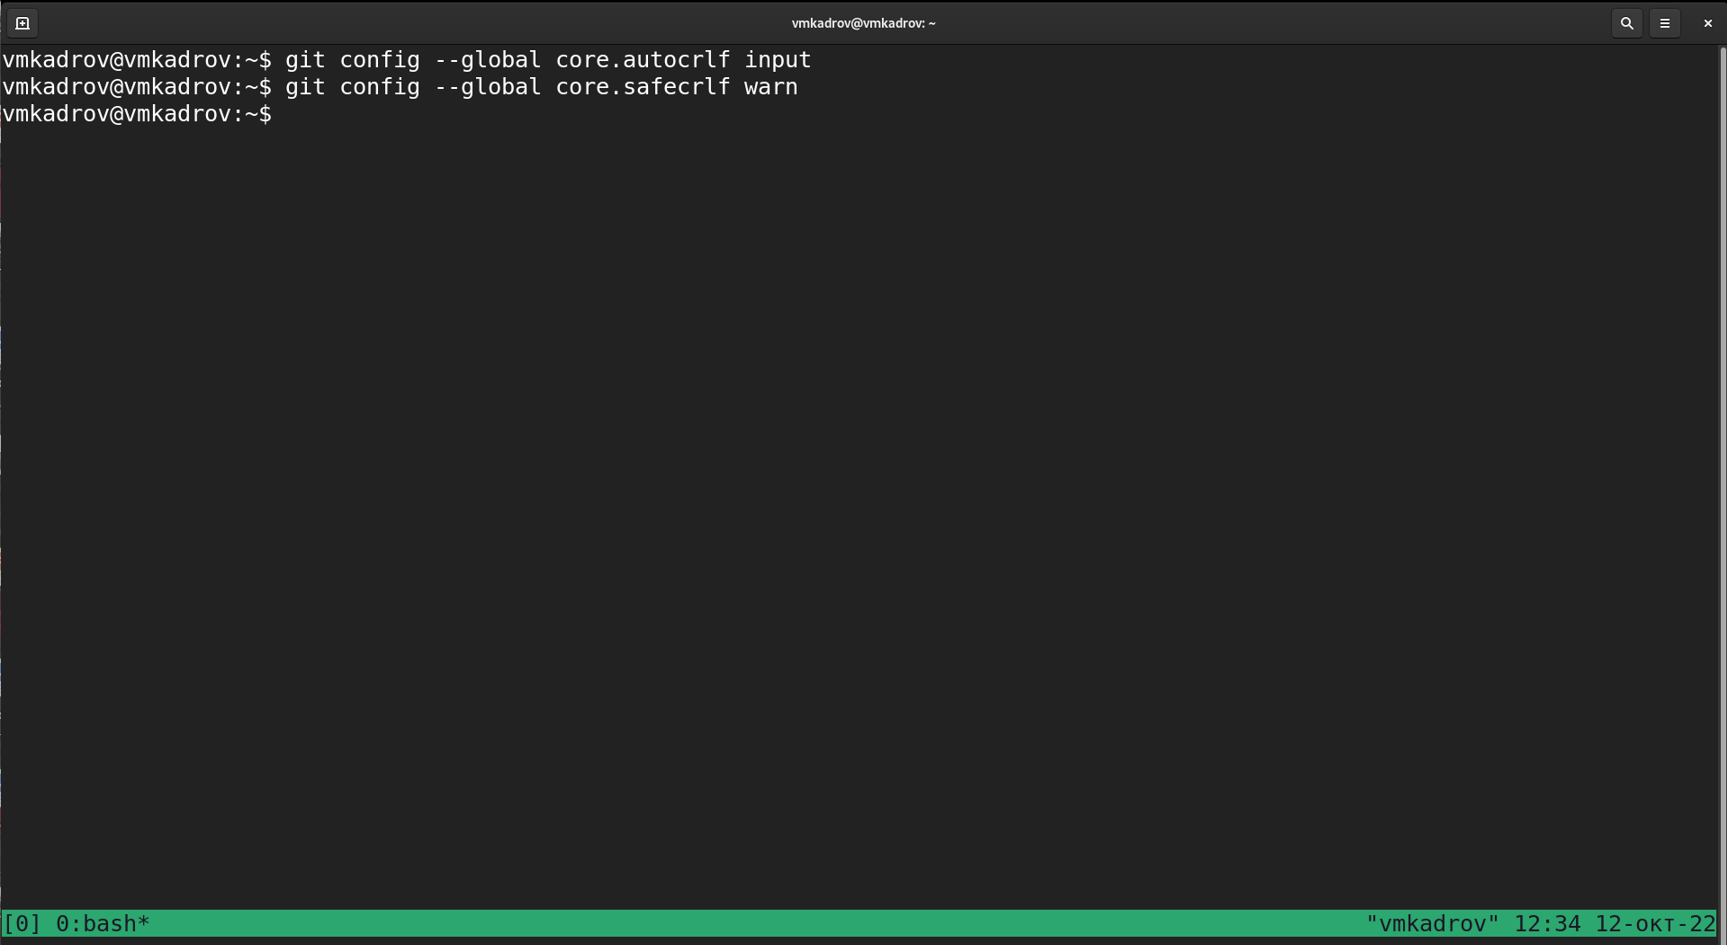 vmkadrov@vmkadrov: ~
vmkadrov@vmkadrov:~$ git config --global core.autocrlf input
vmkadrov@vmkadrov:~$ git config --global core.safecrlf warn
vmkadrov@vmkadrov:~$
[0] 0:bash* "vmkadrov" 12:34 12-окт-22